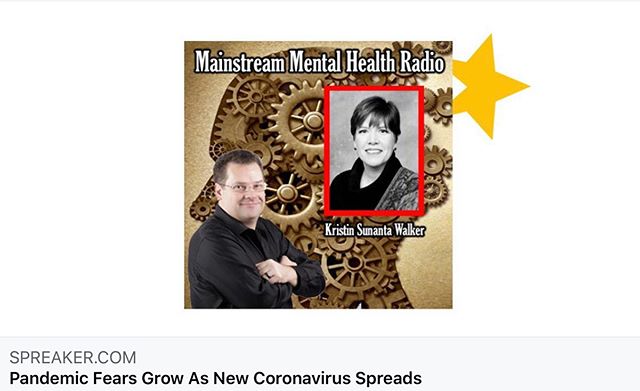 Mainstream Mental Health Radio
Kristin Sunanta Walker
SPREAKER.COM
Pandemic Fears Grow As New Coronavirus Spreads